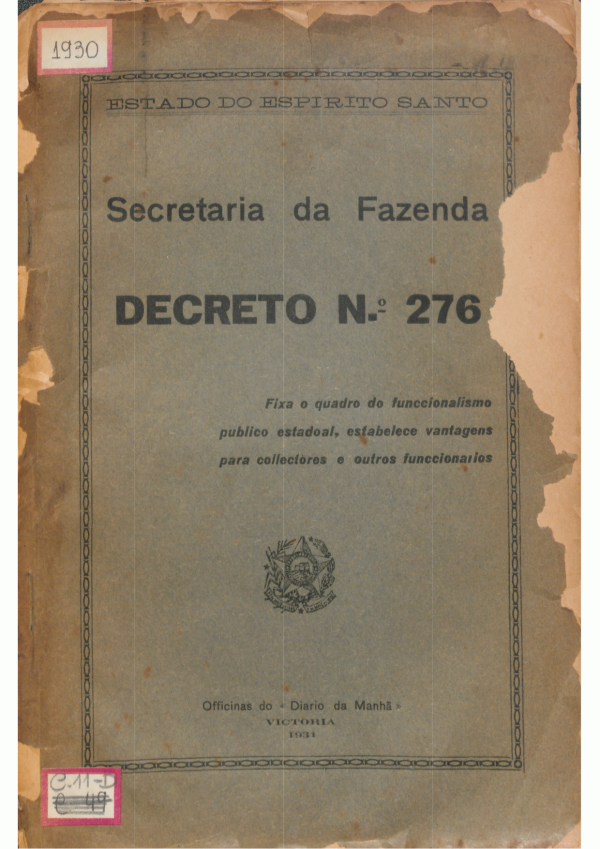 1930
ESTADO DO ESPIRITO SANTO
Secretaria da Fazenda
DECRETO N.º 276
Fixa o quadro do funccionalismo
publico estadoal, estabelece vantagens
para collectores e outros funccionarios
Officinas do « Diario da Manhã »
VICTORIA
1931
C.11-D
C 49